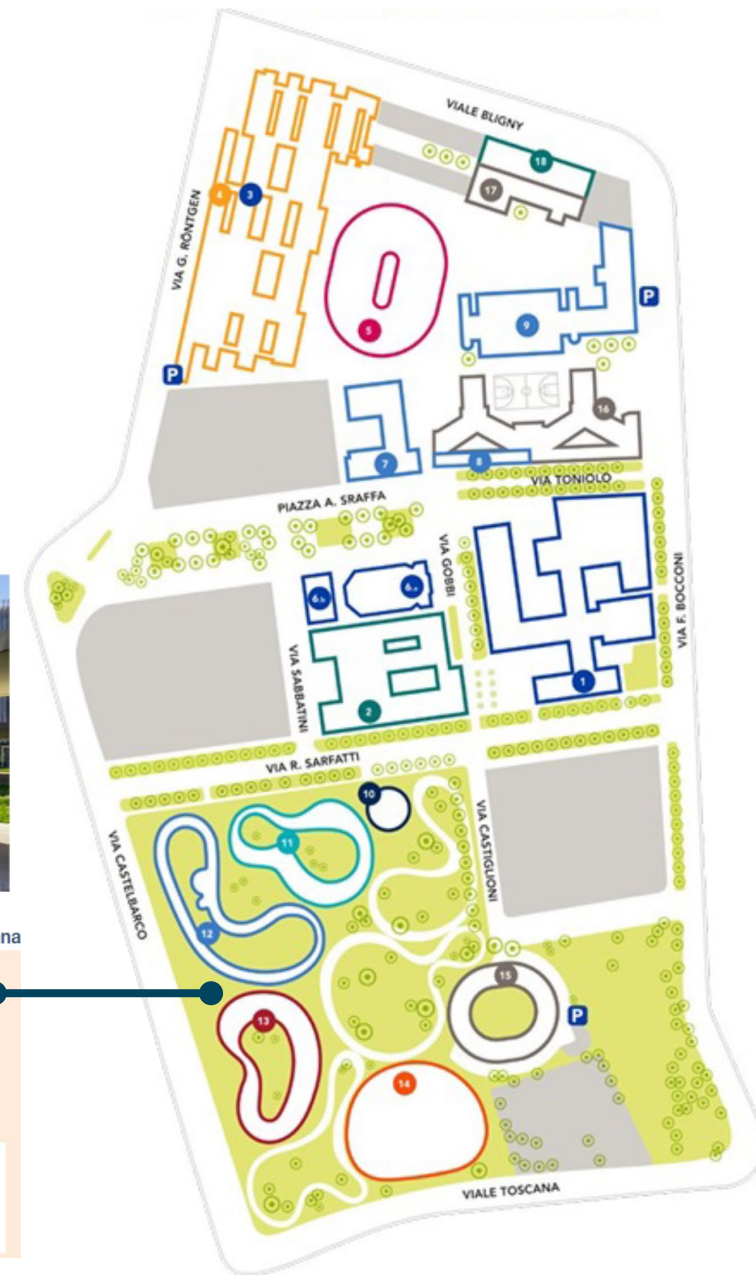 VIALE BLIGNY
18
17
4
3
VIA G. RÖNTGEN
5
9
P
P
16
7
8
VIA TONIOLO
PIAZZA A. SRAFFA
VIA GOBBI
VIA F. BOCCONI
6.b
6.a
VIA SABBATINI
1
2
VIA R. SARFATTI
10
11
VIA CASTIGLIONI
VIA CASTELBARCO
12
na
15
13
P
14
VIALE TOSCANA